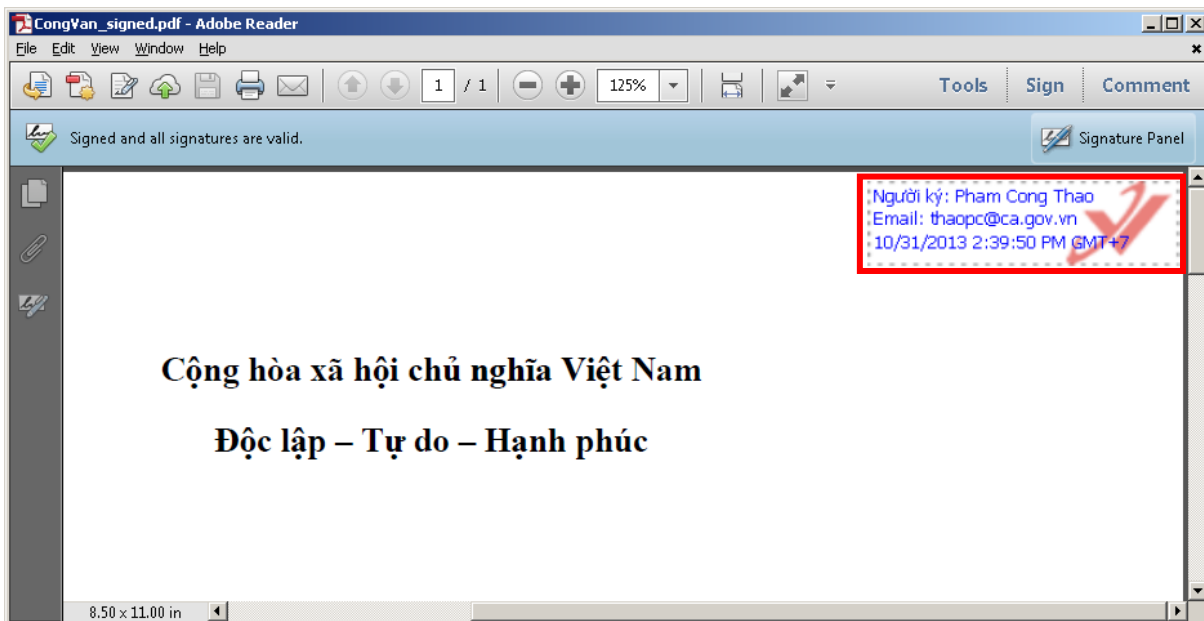 CongVan_signed.pdf - Adobe Reader
File Edit View Window Help
1 / 1 125% Tools Sign Comment
Signed and all signatures are valid. Signature Panel
Người ký: Pham Cong Thao
Email: thaopc@ca.gov.vn
10/31/2013 2:39:50 PM GMT+7
Cộng hòa xã hội chủ nghĩa Việt Nam
Độc lập – Tự do – Hạnh phúc
8.50 x 11.00 in